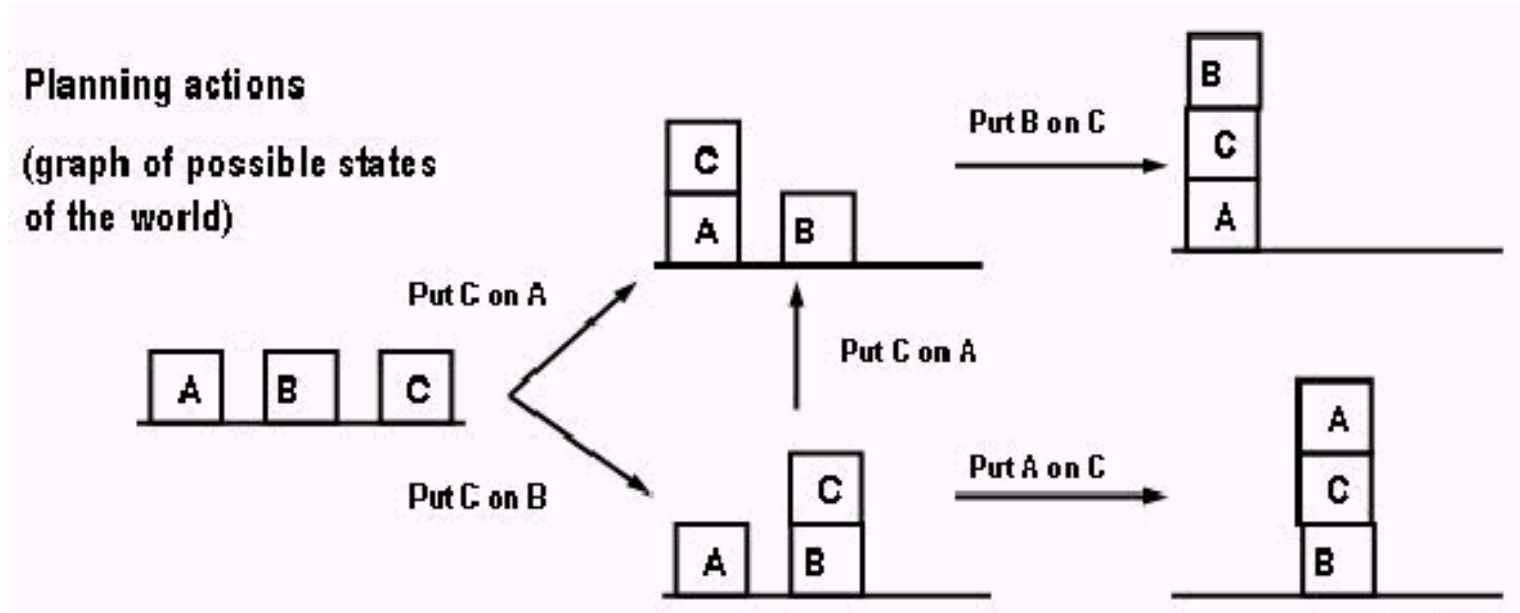 Planning actions
(graph of possible states
of the world)
B
Put B on C
C
C
A
B
A
Put C on A
Put C on A
A B C
A
Put A on C
C
C
Put C on B
A
B
B